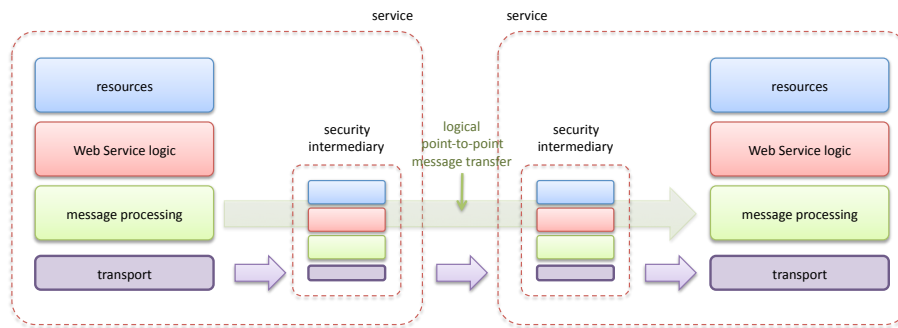 service
service
resources
Web Service logic
message processing
transport
security
intermediary
logical
point-to-point
message transfer
security
intermediary
resources
Web Service logic
message processing
transport